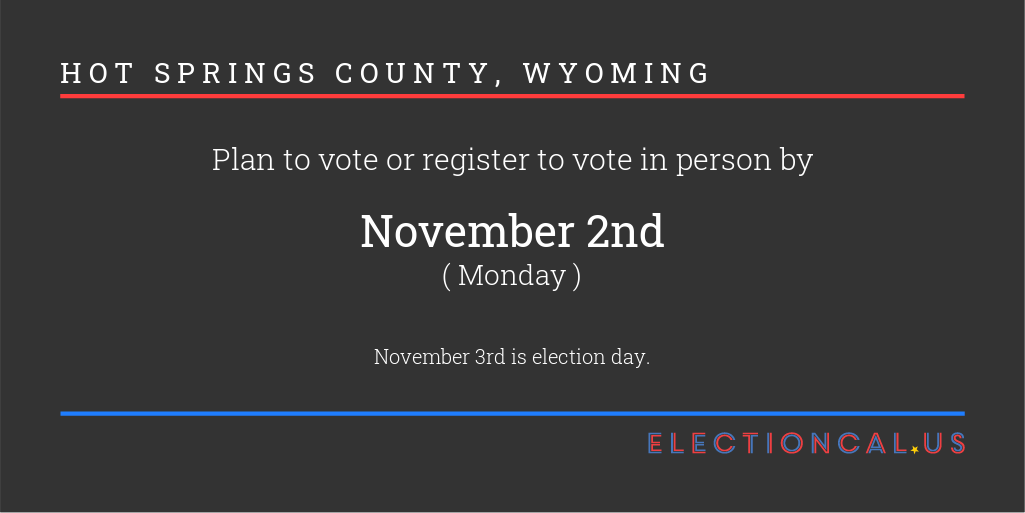 HOT SPRINGS COUNTY, WYOMING
Plan to vote or register to vote in person by
November 2nd
( Monday )
November 3rd is election day.
ELECTIONCAL.US